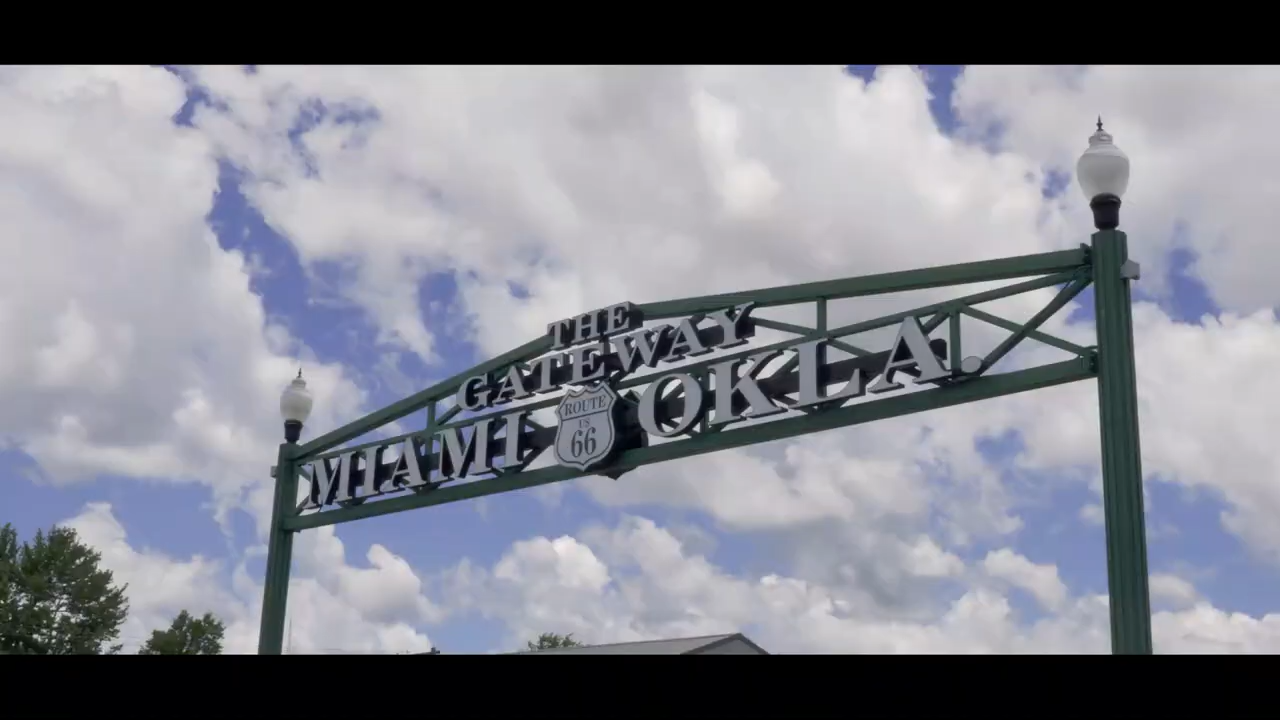 THE
GATEWAY
MIAMI OKLA.
ROUTE
US
66